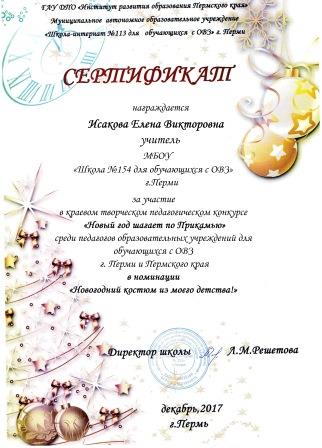 ГАУ ДПО «Институт развития образования Пермского края»
Муниципальное автономное образовательное учреждение
«Школа-интернат №113 для обучающихся с ОВЗ» г. Перми
СЕРТИФИКАТ
награждается
Исакова Елена Викторовна
учитель
МБОУ
«Школа №154 для обучающихся с ОВЗ»
г.Перми
за участие
в краевом творческом педагогическом конкурсе
«Новый год шагает по Прикамью»
среди педагогов образовательных учреждений для
обучающихся с ОВЗ
г. Перми и Пермского края
в номинации
«Новогодний костюм из моего детства!»
Директор школы Л.М.Решетова
декабрь,2017
г.Пермь